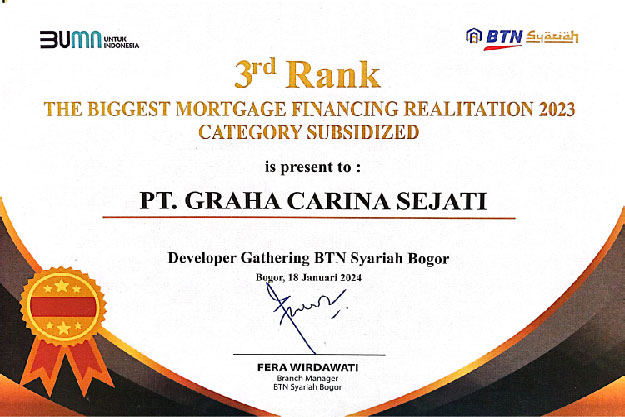 BUMN UNTUK INDONESIA
BTN Syariah
3rd Rank
THE BIGGEST MORTGAGE FINANCING REALITATION 2023
CATEGORY SUBSIDIZED
is present to :
PT. GRAHA CARINA SEJATI
Developer Gathering BTN Syariah Bogor
Bogor, 18 Januari 2024
FERA WIRDAWATI
Branch Manager
BTN Syariah Bogor